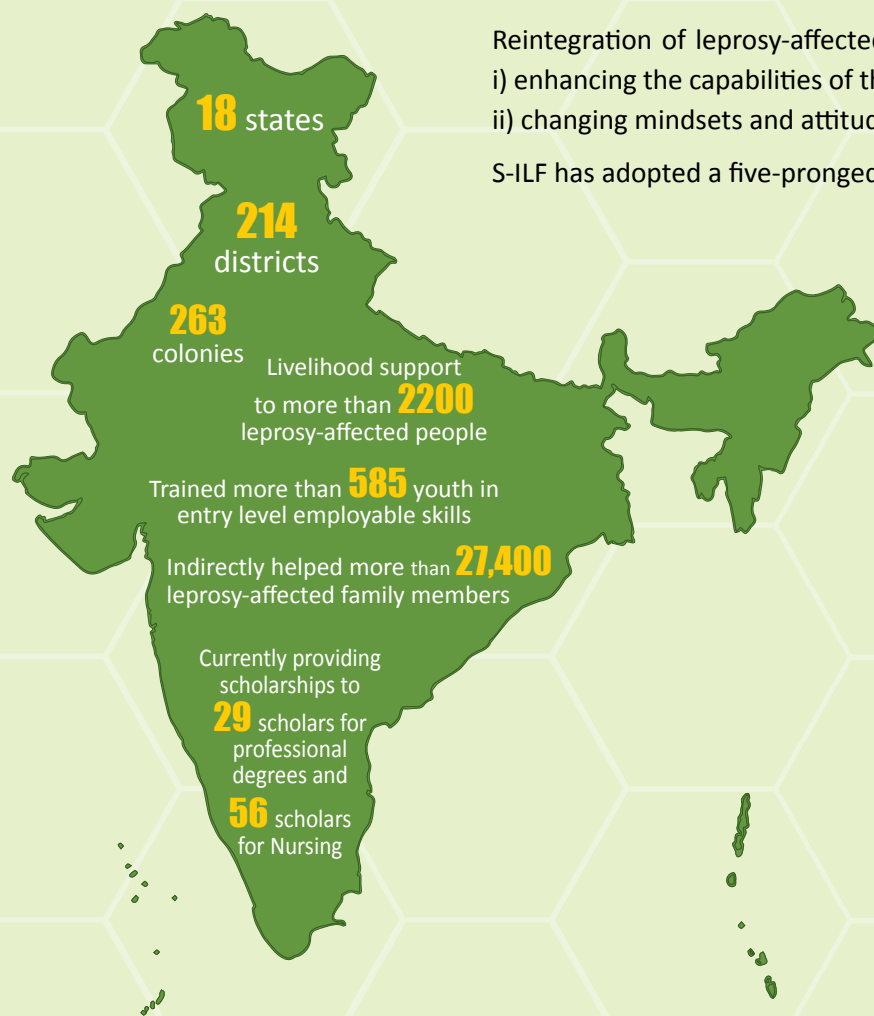 Reintegration of leprosy-affected
i) enhancing the capabilities of
ii) changing mindsets and
S-ILF has adopted a five-pronged
18 states
214
districts
263
colonies
Livelihood support
to more than 2200
leprosy-affected people
Trained more than 585 youth in
entry level employable skills
Indirectly helped more than 27,400
leprosy-affected family members
Currently providing
scholarships to
29 scholars for
professional
degrees and
56 scholars
for Nursing